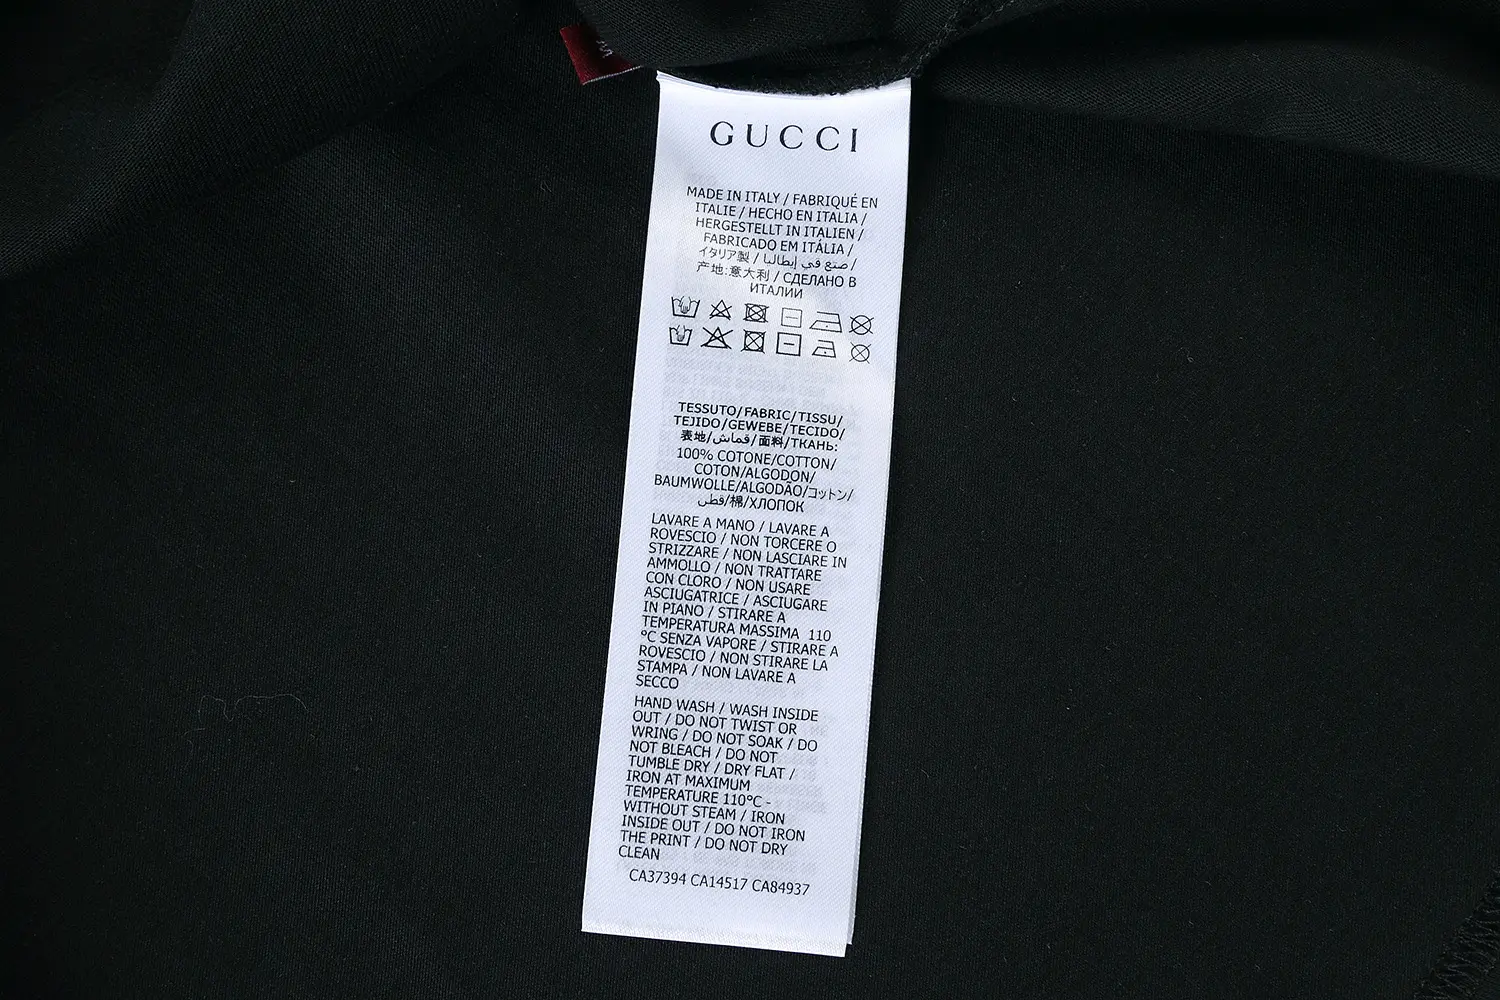 M
GUCCI
MADE IN ITALY / FABRIQUÉ EN
ITALIE / HECHO EN ITALIA /
HERGESTELLT IN ITALIEN /
FABRICADO EM ITÁLIA /
イタリア製 / صنع في إيطاليا /
产地:意大利 / СДЕЛАНО В
ИТАЛИИ
TESSUTO/FABRIC/TISSU/
TEJIDO/GEWEBE/TECIDO/
表地/قماش/面料/ТКАНЬ:
100% COTONE/COTTON/
COTON/ALGODON/
BAUMWOLLE/ALGODÃO/コットン/
قطن/棉/ХЛОПОК
LAVARE A MANO / LAVARE A
ROVESCIO / NON TORCERE O
STRIZZARE / NON LASCIARE IN
AMMOLLO / NON TRATTARE
CON CLORO / NON USARE
ASCIUGATRICE / ASCIUGARE
IN PIANO / STIRARE A
TEMPERATURA MASSIMA 110
°C SENZA VAPORE / STIRARE A
ROVESCIO / NON STIRARE LA
STAMPA / NON LAVARE A
SECCO
HAND WASH / WASH INSIDE
OUT / DO NOT TWIST OR
WRING / DO NOT SOAK / DO
NOT BLEACH / DO NOT
TUMBLE DRY / DRY FLAT /
IRON AT MAXIMUM
TEMPERATURE 110°C -
WITHOUT STEAM / IRON
INSIDE OUT / DO NOT IRON
THE PRINT / DO NOT DRY
CLEAN
CA37394 CA14517 CA84937